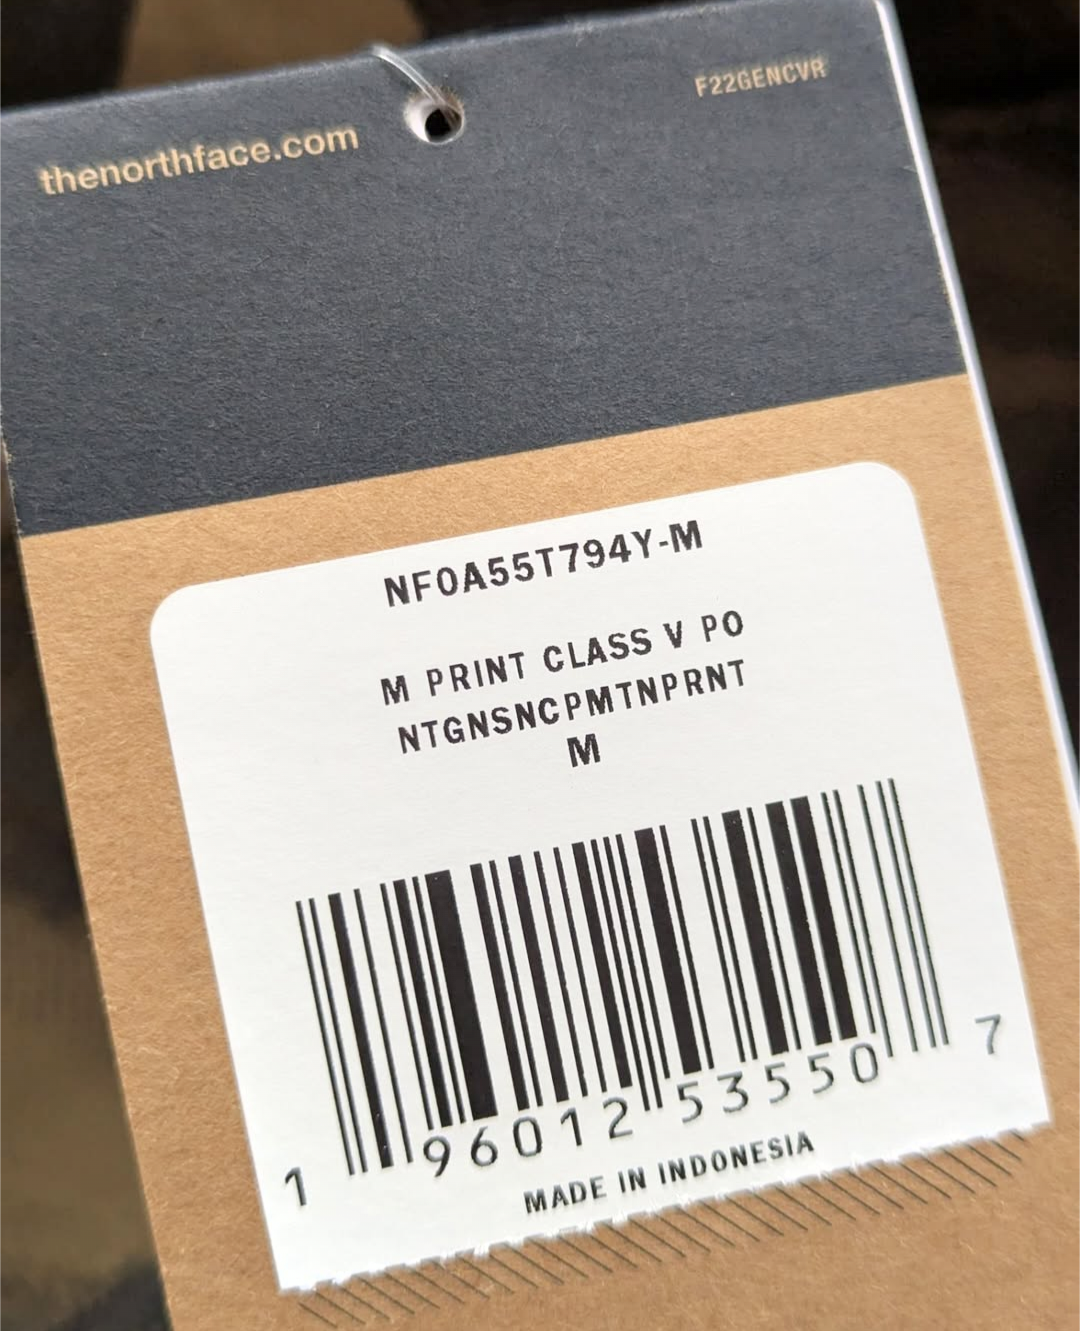 thenorthface.com
F22GENCVR
NF0A55T794Y-M
M PRINT CLASS V PO
NTGNSNCPMTNPRNT
M
1 96012 53550 7
MADE IN INDONESIA